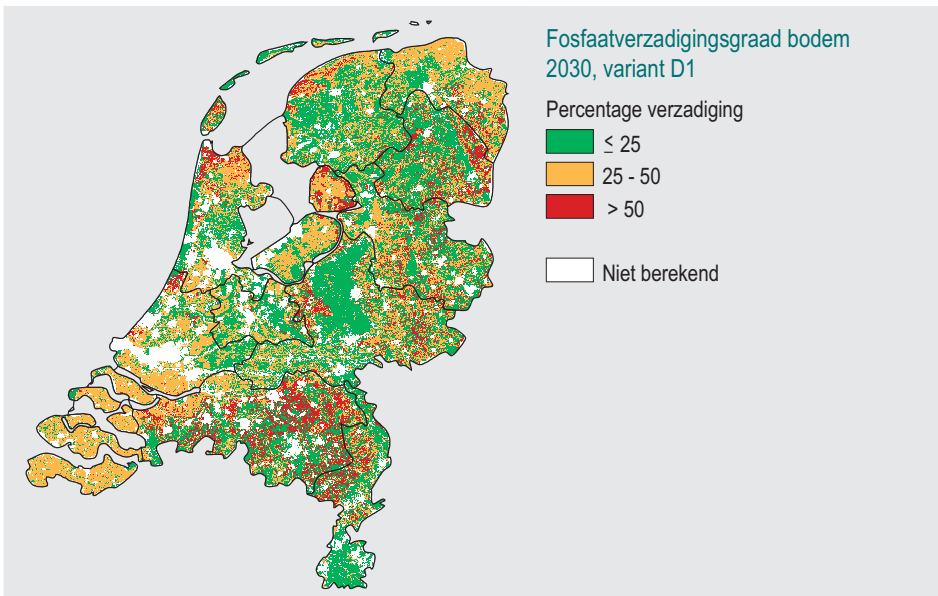 Fosfaatverzadigingsgraad bodem
2030, variant D1
Percentage verzadiging
≤ 25
25 - 50
> 50
Niet berekend